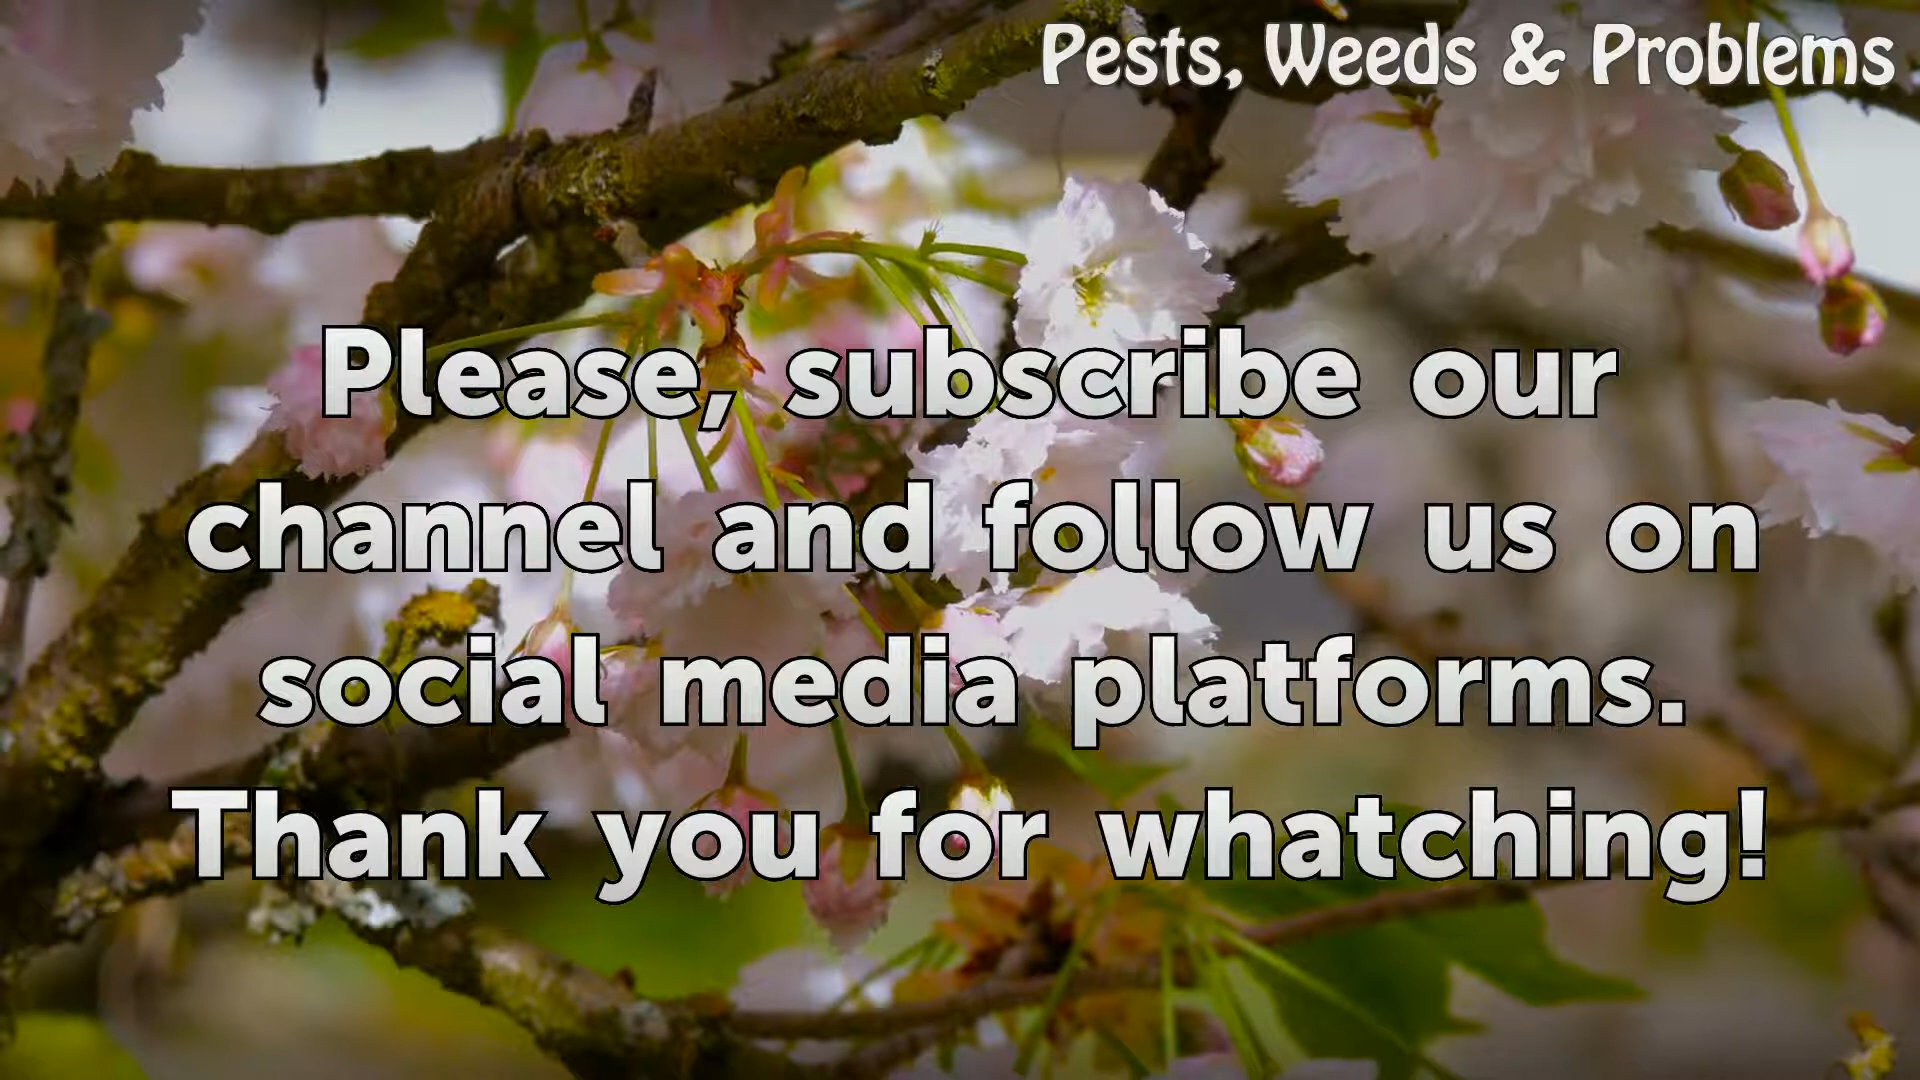 Pests, Weeds & Problems
Please, subscribe our
channel and follow us on
social media platforms.
Thank you for whatching!